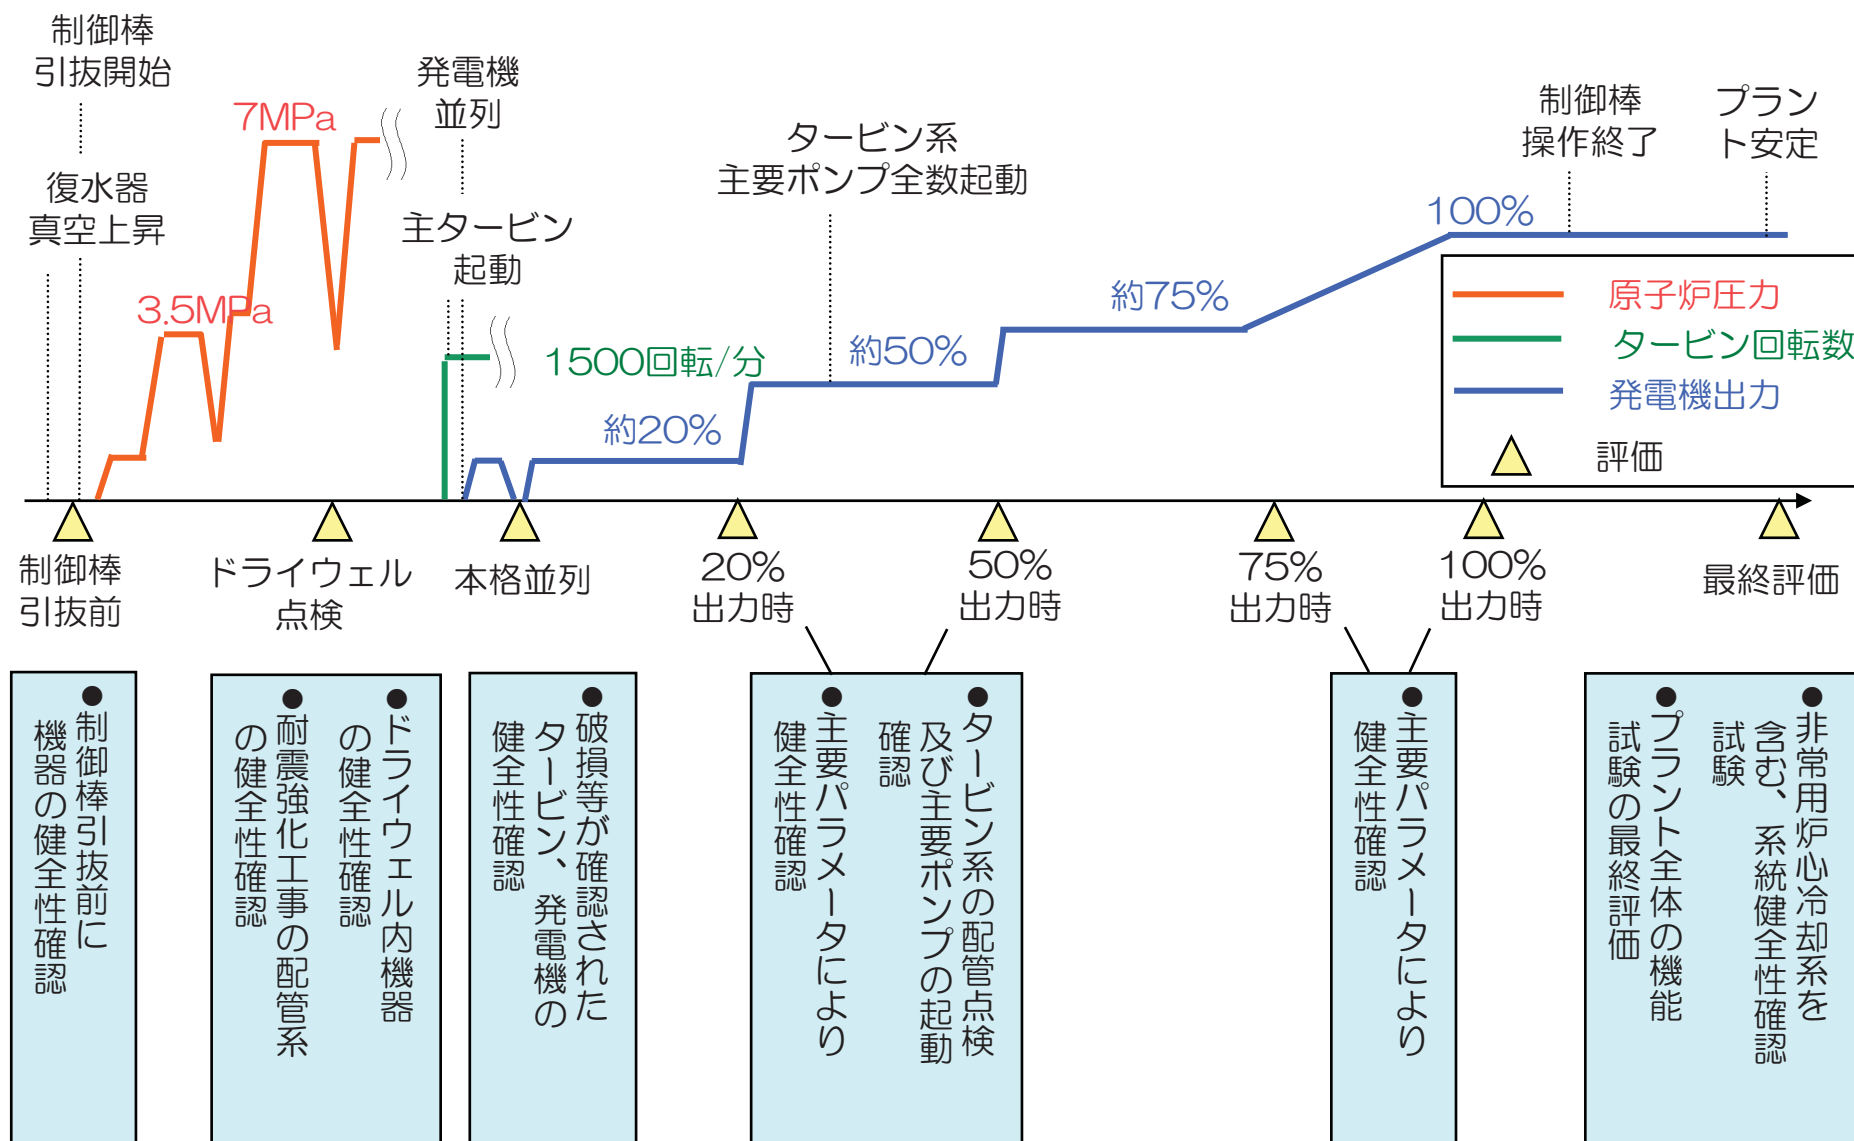 制御棒
引抜開始
復水器
真空上昇
7MPa
3.5MPa
発電機
並列
主タービン
起動
1500回転/分
タービン系
主要ポンプ全数起動
約20%
約50%
約75%
100%
制御棒
操作終了
プラン
ト安定
原子炉圧力
タービン回転数
発電機出力
評価
制御棒
引抜前
ドライウェル
点検
本格並列
20%
出力時
50%
出力時
75%
出力時
100%
出力時
最終評価
●制御棒引抜前に
機器の健全性確認
●ドライウェル内機器
の健全性確認
●耐震強化工事の配管系
の健全性確認
●破損等が確認された
タービン、発電機の
健全性確認
●タービン系の配管点検
及び主要ポンプの起動
確認
●主要パラメータにより
健全性確認
●主要パラメータにより
健全性確認
●非常用炉心冷却系を
含む、系統健全性確認
試験
●プラント全体の機能
試験の最終評価